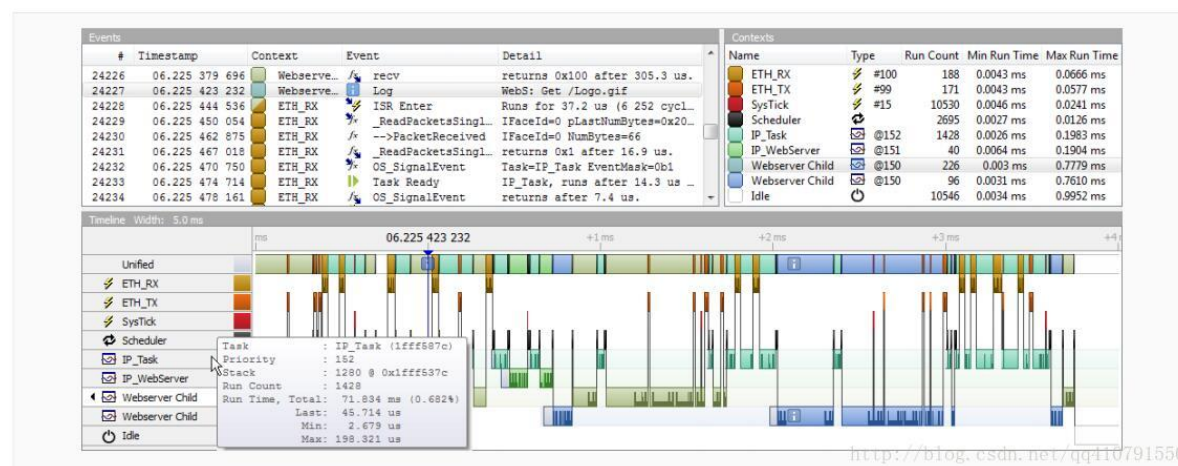 Events
# Timestamp Context Event Detail
24226 06.225 379 696 Webserve… recv returns 0x100 after 305.3 us.
24227 06.225 423 232 Webserve… Log WebS: Get /Logo.gif
24228 06.225 444 536 ETH_RX ISR Enter Runs for 37.2 us (6 252 cycl…
24229 06.225 450 054 ETH_RX _ReadPacketsSingl… IFaceId=0 pLastNumBytes=0x20…
24230 06.225 462 875 ETH_RX -->PacketReceived IFaceId=0 NumBytes=66
24231 06.225 467 018 ETH_RX _ReadPacketsSingl… returns 0x1 after 16.9 us.
24232 06.225 470 750 ETH_RX OS_SignalEvent Task=IP_Task EventMask=0b1
24233 06.225 474 714 ETH_RX Task Ready IP_Task, runs after 14.3 us …
24234 06.225 478 161 ETH_RX OS_SignalEvent returns after 7.4 us.
Contexts
Name Type Run Count Min Run Time Max Run Time
ETH_RX #100 188 0.0043 ms 0.0666 ms
ETH_TX #99 171 0.0043 ms 0.0577 ms
SysTick #15 10530 0.0046 ms 0.0241 ms
Scheduler 2695 0.0027 ms 0.0126 ms
IP_Task @152 1428 0.0026 ms 0.1983 ms
IP_WebServer @151 40 0.0064 ms 0.1904 ms
Webserver Child @150 226 0.003 ms 0.7779 ms
Webserver Child @150 96 0.0031 ms 0.7610 ms
Idle 10546 0.0034 ms 0.9952 ms
Timeline Width: 5.0 ms
ms 06.225 423 232 +1 ms +2 ms +3 ms +4
Unified
ETH_RX
ETH_TX
SysTick
Scheduler
IP_Task
IP_WebServer
Webserver Child
Webserver Child
Idle
Task : IP_Task (1fff587c)
Priority : 152
Stack : 1280 @ 0x1fff537c
Run Count : 1428
Run Time, Total: 71.834 ms (0.682%)
Last: 45.714 us
Min: 2.679 us
Max: 198.321 us
http://blog.csdn.net/qq410791550